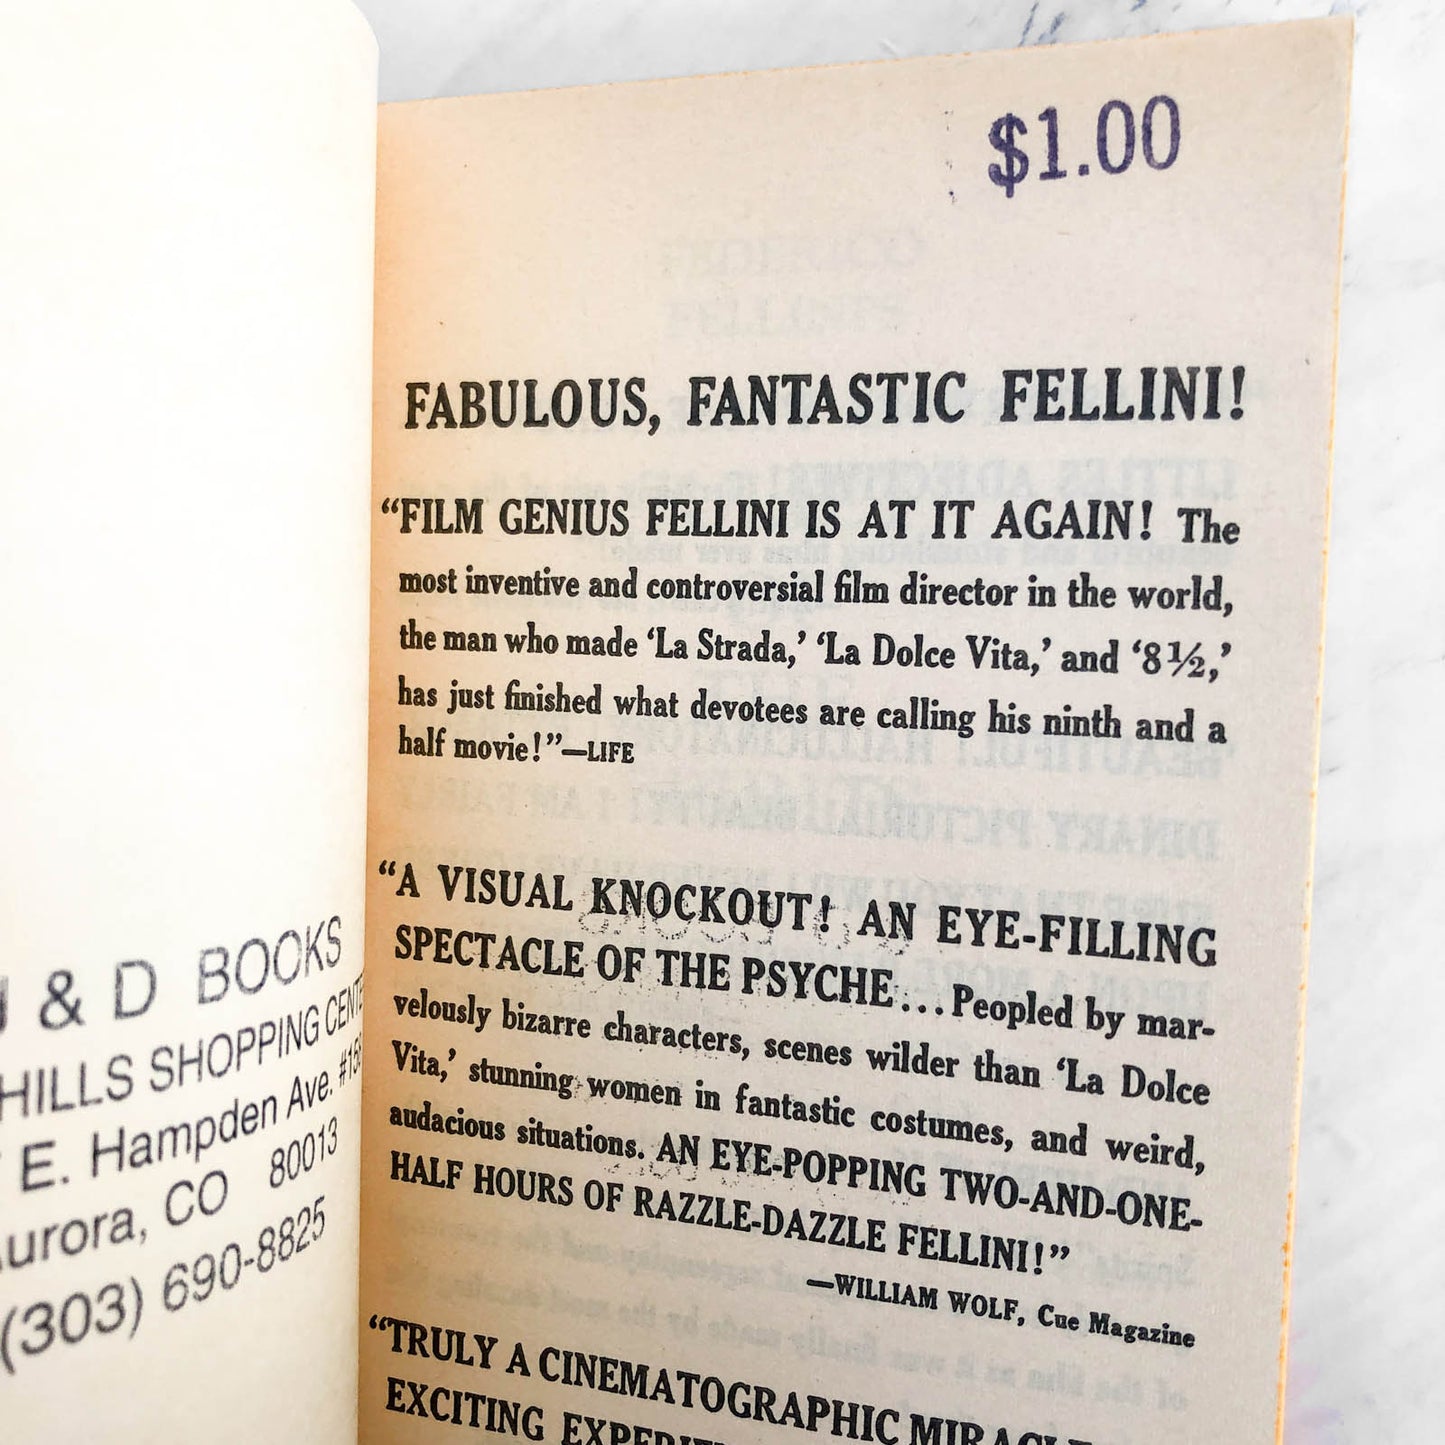 & D BOOKS
HILLS SHOPPING CENTE
E. Hampden Ave.
Aurora, CO 80013
(303) 690-8825
$1.00
FABULOUS, FANTASTIC FELLINI!
“FILM GENIUS FELLINI IS AT IT AGAIN! The
most inventive and controversial film director in the world,
the man who made ‘La Strada,’ ‘La Dolce Vita,’ and ‘8½,’
has just finished what devotees are calling his ninth and a
half movie!”—LIFE
“A VISUAL KNOCKOUT! AN EYE-FILLING
SPECTACLE OF THE PSYCHE...Peopled by mar-
velously bizarre characters, scenes wilder than ‘La Dolce
Vita,’ stunning women in fantastic costumes, and weird,
audacious situations. AN EYE-POPPING TWO-AND-ONE-
HALF HOURS OF RAZZLE-DAZZLE FELLINI!”
—WILLIAM WOLF, Cue Magazine
“TRULY A CINEMATOGRAPHIC MIRACLE
EXCITING EXPERIE